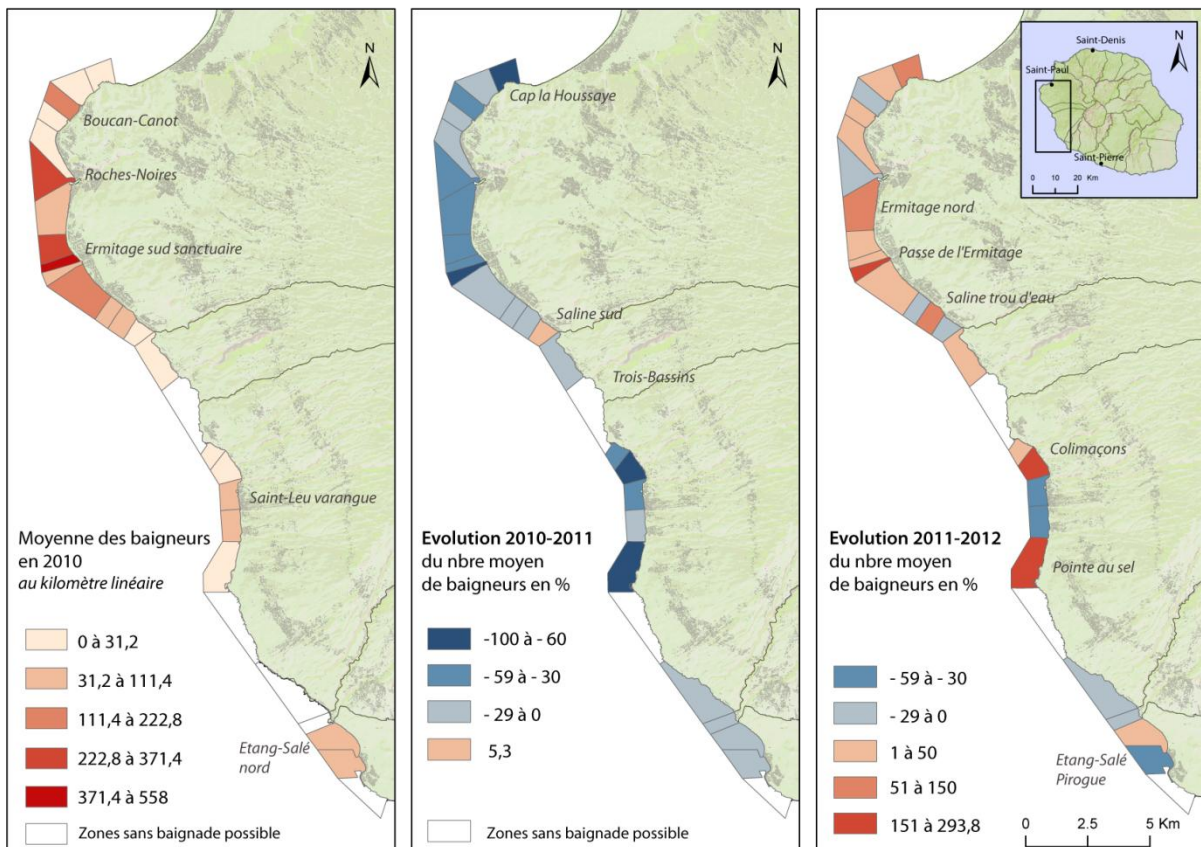 N
Boucan-Canot
Roches-Noires
Ermitage sud sanctuaire
Saint-Leu varangue
Moyenne des baigneurs
en 2010
au kilomètre linéaire
0 à 31,2
31,2 à 111,4
111,4 à 222,8
222,8 à 371,4
371,4 à 558
Zones sans baignade possible
Etang-Salé
nord
N
Cap la Houssaye
Saline sud
Trois-Bassins
Evolution 2010-2011
du nbre moyen
de baigneurs en %
-100 à - 60
- 59 à - 30
- 29 à 0
5,3
Zones sans baignade possible
N
Saint-Denis
Saint-Paul
Saint-Pierre
0 10 20 Km
Ermitage nord
Passe de l'Ermitage
Saline trou d'eau
Colimaçons
Pointe au sel
Evolution 2011-2012
du nbre moyen
de baigneurs en %
- 59 à - 30
- 29 à 0
1 à 50
51 à 150
151 à 293,8
Etang-Salé
Pirogue
0 2.5 5 Km